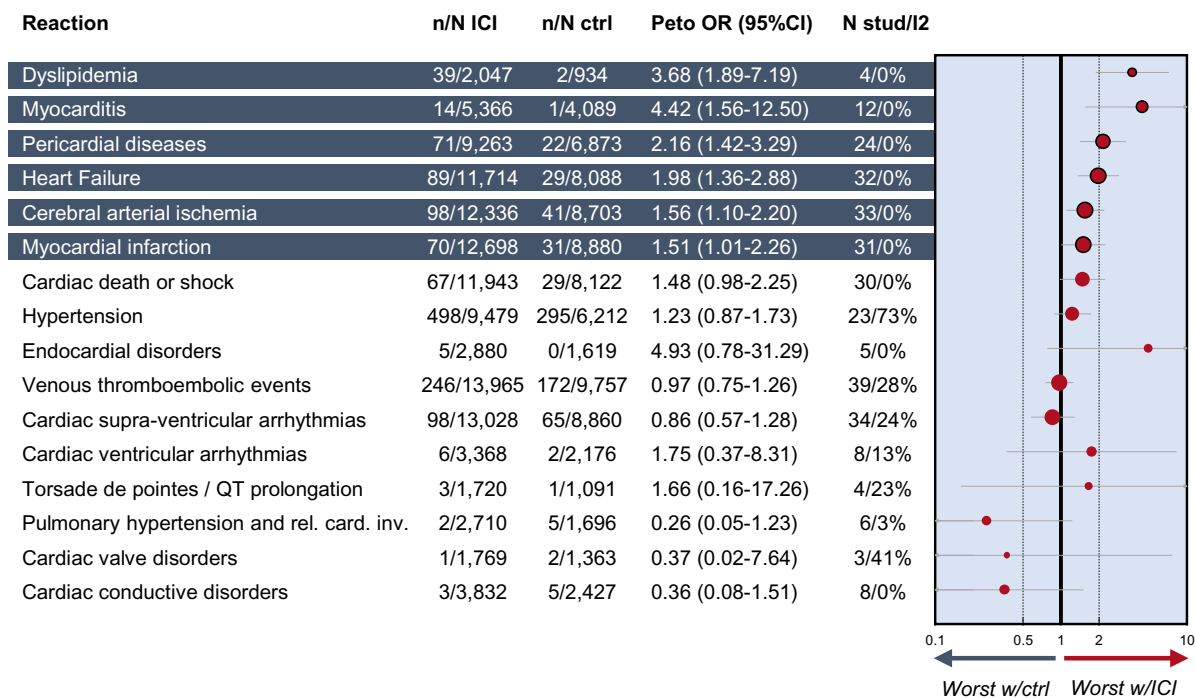 Reaction n/N ICI n/N ctrl Peto OR (95%CI) N stud/I2
Dyslipidemia 39/2,047 2/934 3.68 (1.89-7.19) 4/0%
Myocarditis 14/5,366 1/4,089 4.42 (1.56-12.50) 12/0%
Pericardial diseases 71/9,263 22/6,873 2.16 (1.42-3.29) 24/0%
Heart Failure 89/11,714 29/8,088 1.98 (1.36-2.88) 32/0%
Cerebral arterial ischemia 98/12,336 41/8,703 1.56 (1.10-2.20) 33/0%
Myocardial infarction 70/12,698 31/8,880 1.51 (1.01-2.26) 31/0%
Cardiac death or shock 67/11,943 29/8,122 1.48 (0.98-2.25) 30/0%
Hypertension 498/9,479 295/6,212 1.23 (0.87-1.73) 23/73%
Endocardial disorders 5/2,880 0/1,619 4.93 (0.78-31.29) 5/0%
Venous thromboembolic events 246/13,965 172/9,757 0.97 (0.75-1.26) 39/28%
Cardiac supra-ventricular arrhythmias 98/13,028 65/8,860 0.86 (0.57-1.28) 34/24%
Cardiac ventricular arrhythmias 6/3,368 2/2,176 1.75 (0.37-8.31) 8/13%
Torsade de pointes / QT prolongation 3/1,720 1/1,091 1.66 (0.16-17.26) 4/23%
Pulmonary hypertension and rel. card. inv. 2/2,710 5/1,696 0.26 (0.05-1.23) 6/3%
Cardiac valve disorders 1/1,769 2/1,363 0.37 (0.02-7.64) 3/41%
Cardiac conductive disorders 3/3,832 5/2,427 0.36 (0.08-1.51) 8/0%
0.1 0.5 1 2 10
Worst w/ctrl Worst w/ICI